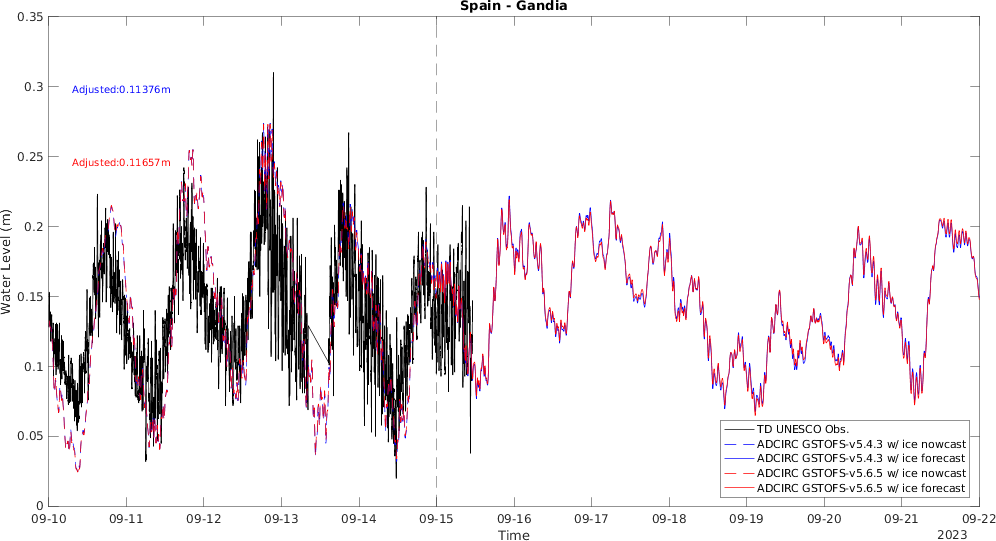 Spain - Gandia
0.35
0.3
0.25
0.2
0.15
0.1
0.05
0
Water Level (m)
Adjusted:0.11376m
Adjusted:0.11657m
TD UNESCO Obs.
ADCIRC GSTOFS-v5.4.3 w/ ice nowcast
ADCIRC GSTOFS-v5.4.3 w/ ice forecast
ADCIRC GSTOFS-v5.6.5 w/ ice nowcast
ADCIRC GSTOFS-v5.6.5 w/ ice forecast
09-10 09-11 09-12 09-13 09-14 09-15 09-16 09-17 09-18 09-19 09-20 09-21 09-22
Time
2023